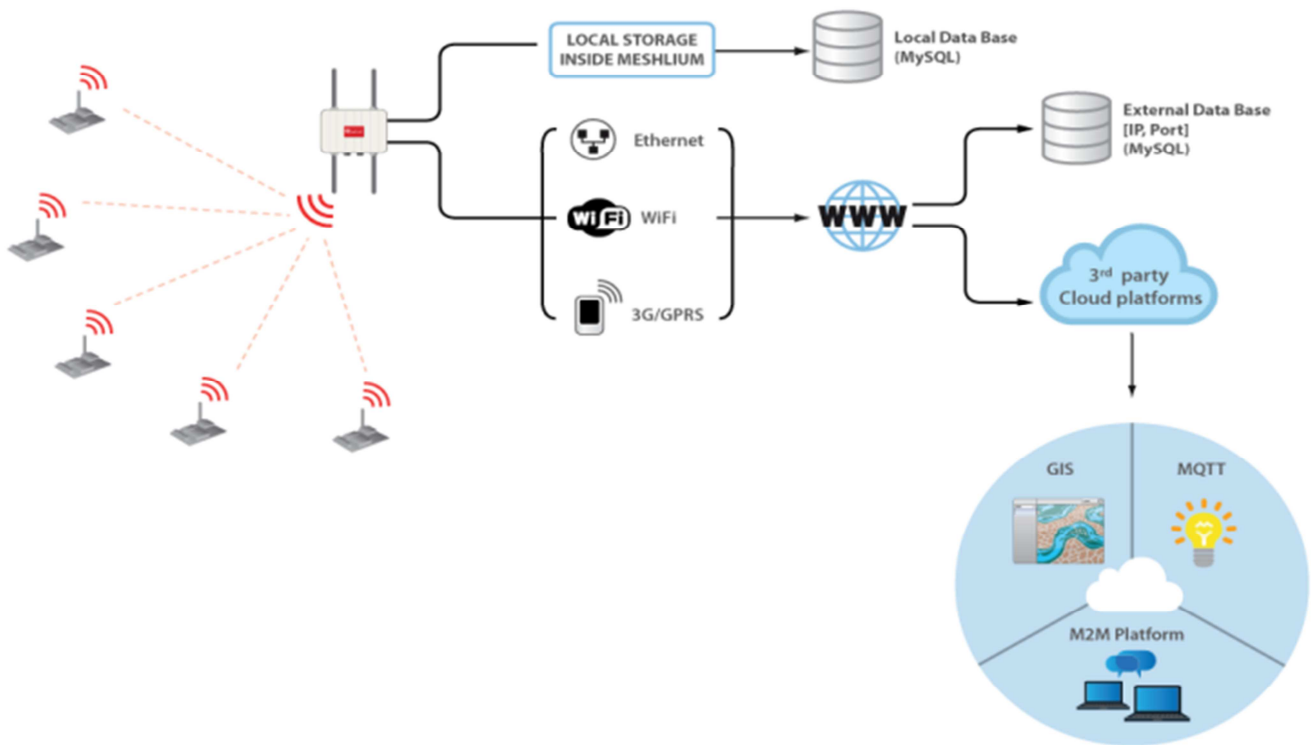 LOCAL STORAGE
INSIDE MESHLIUM
Local Data Base
(MySQL)
Ethernet
WiFi
WiFi
3G/GPRS
WWW
External Data Base
[IP, Port]
(MySQL)
3rd party
Cloud platforms
GIS
MQTT
M2M Platform